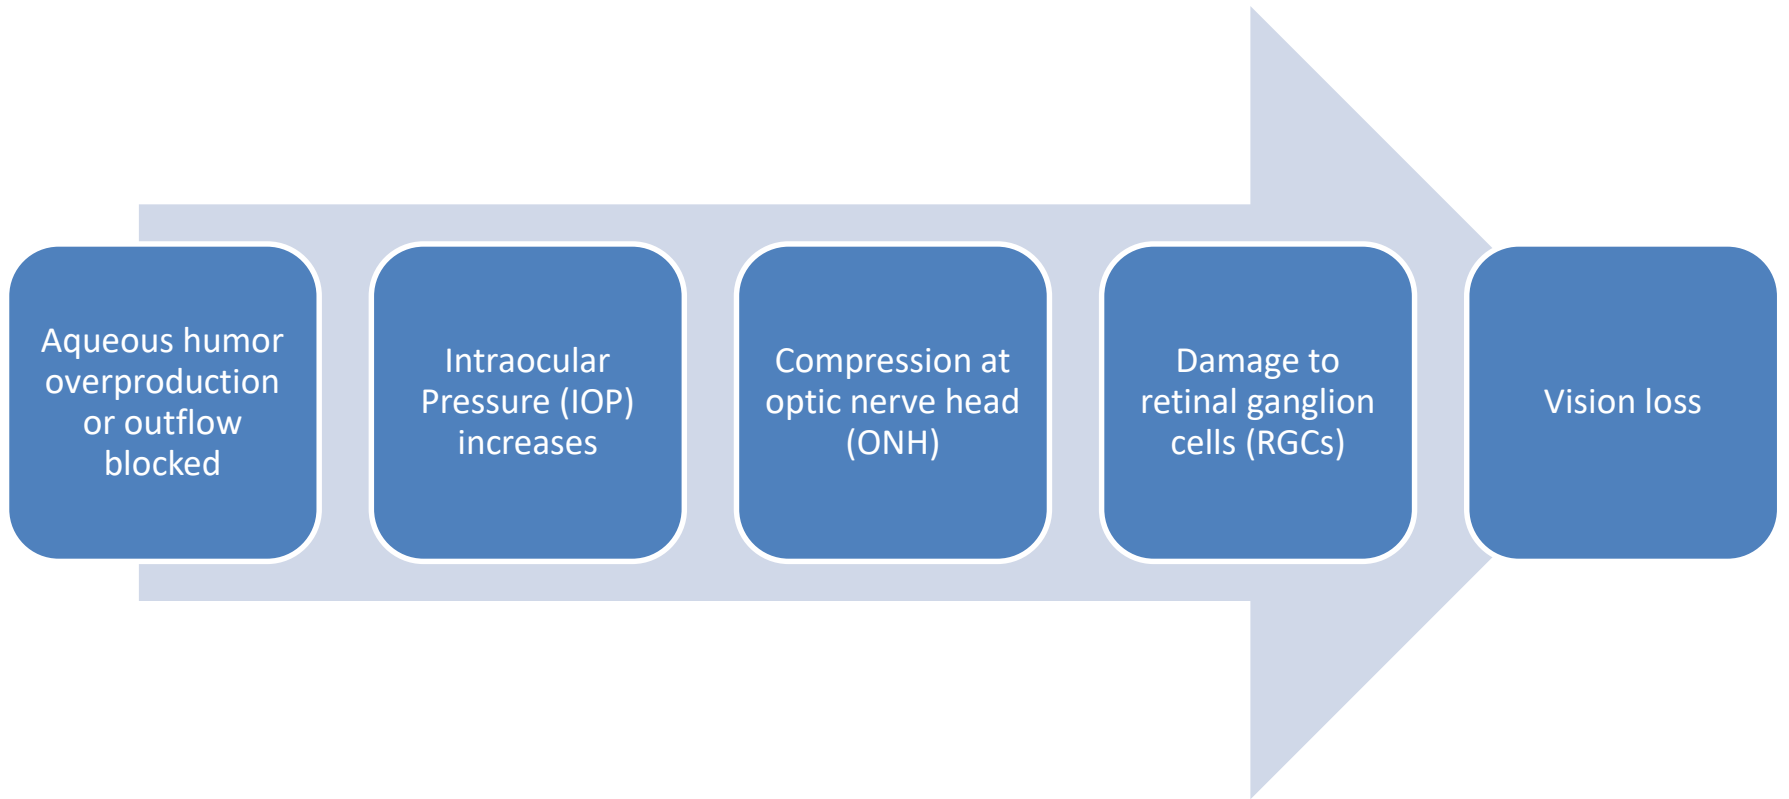 Aqueous humor
overproduction
or outflow
blocked
Intraocular
Pressure (IOP)
increases
Compression at
optic nerve head
(ONH)
Damage to
retinal ganglion
cells (RGCs)
Vision loss